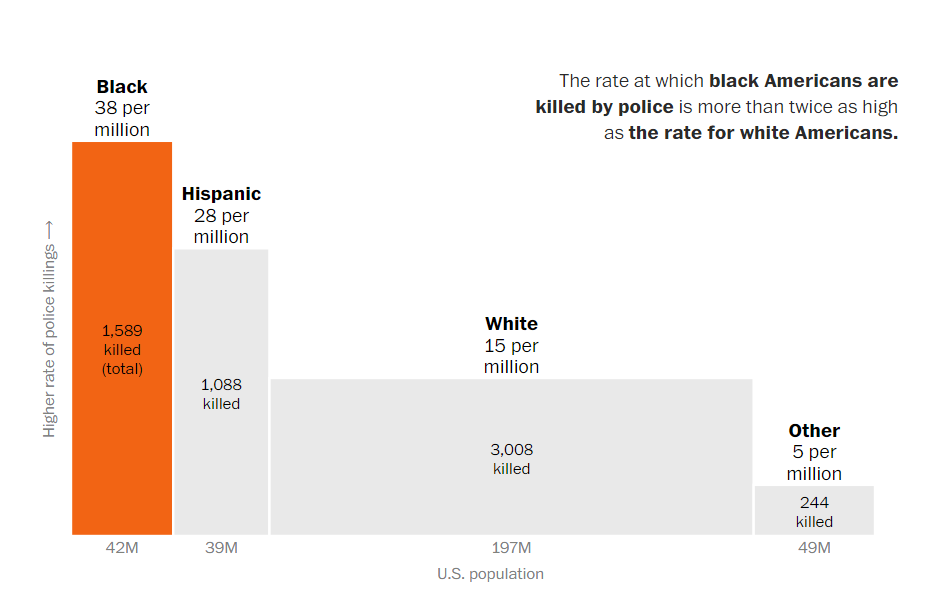 The rate at which black Americans are
killed by police is more than twice as high
as the rate for white Americans.
Black
38 per
million
Hispanic
28 per
million
White
15 per
million
Other
5 per
million
Higher rate of police killings →
1,589
killed
(total)
1,088
killed
3,008
killed
244
killed
42M
39M
197M
49M
U.S. population